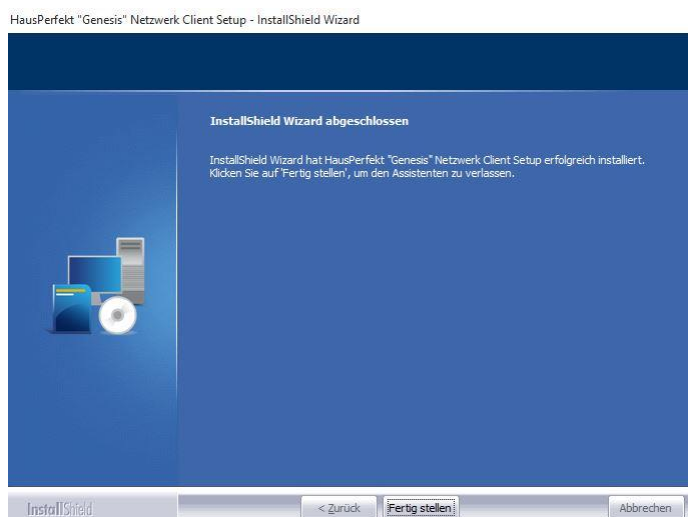 HausPerfekt "Genesis" Netzwerk Client Setup - InstallShield Wizard
InstallShield Wizard abgeschlossen
InstallShield Wizard hat HausPerfekt "Genesis" Netzwerk Client Setup erfolgreich installiert.
Klicken Sie auf 'Fertig stellen', um den Assistenten zu verlassen.
InstallShield
< Zurück
Fertig stellen
Abbrechen